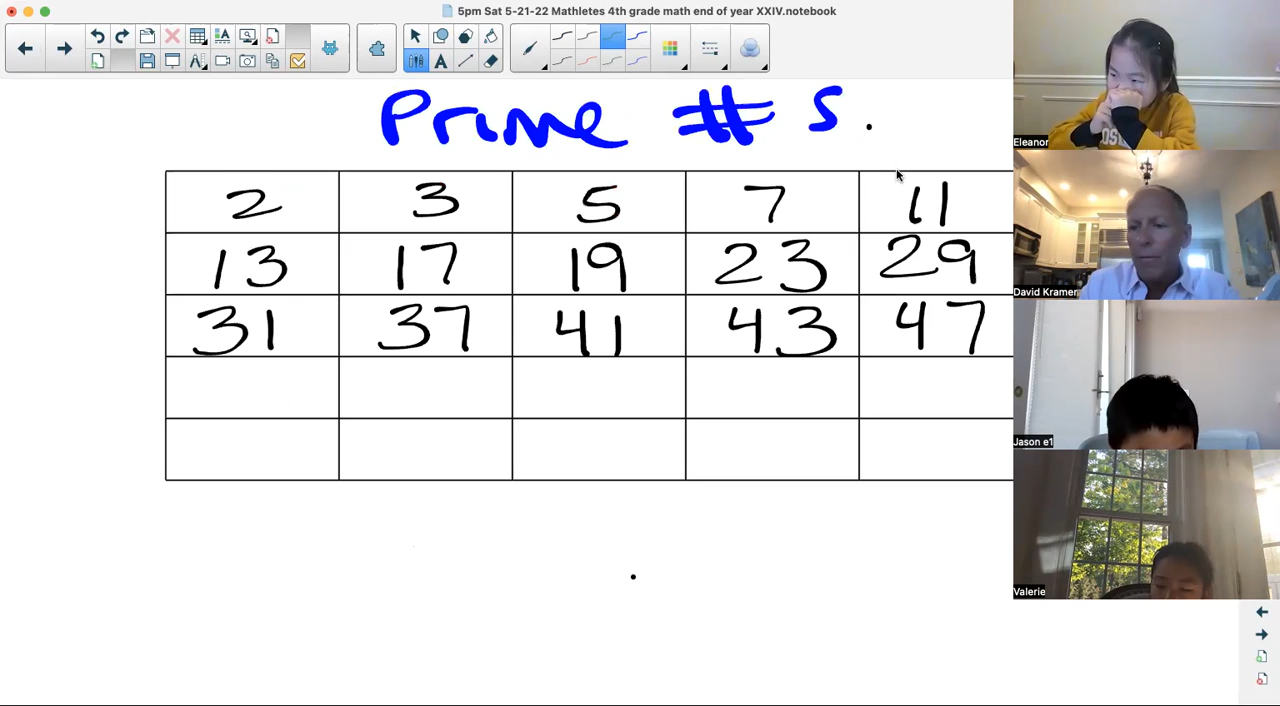 5pm Sat 5-21-22 Mathletes 4th grade math end of year XXIV.notebook
Prime # s.
2 3 5 7 11
13 17 19 23 29
31 37 41 43 47
Eleanor
David Kramer
Jason e1
Valerie